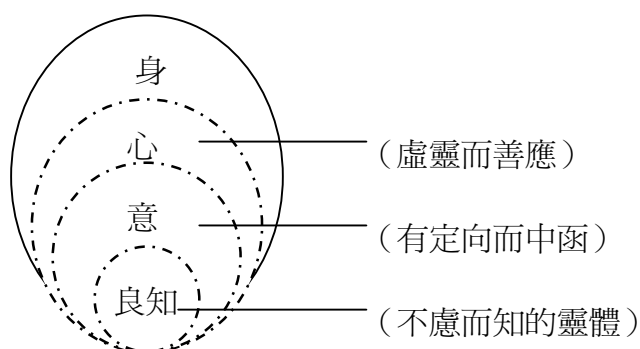 身
心
（虛靈而善應）
意
（有定向而中函）
良知
（不慮而知的靈體）